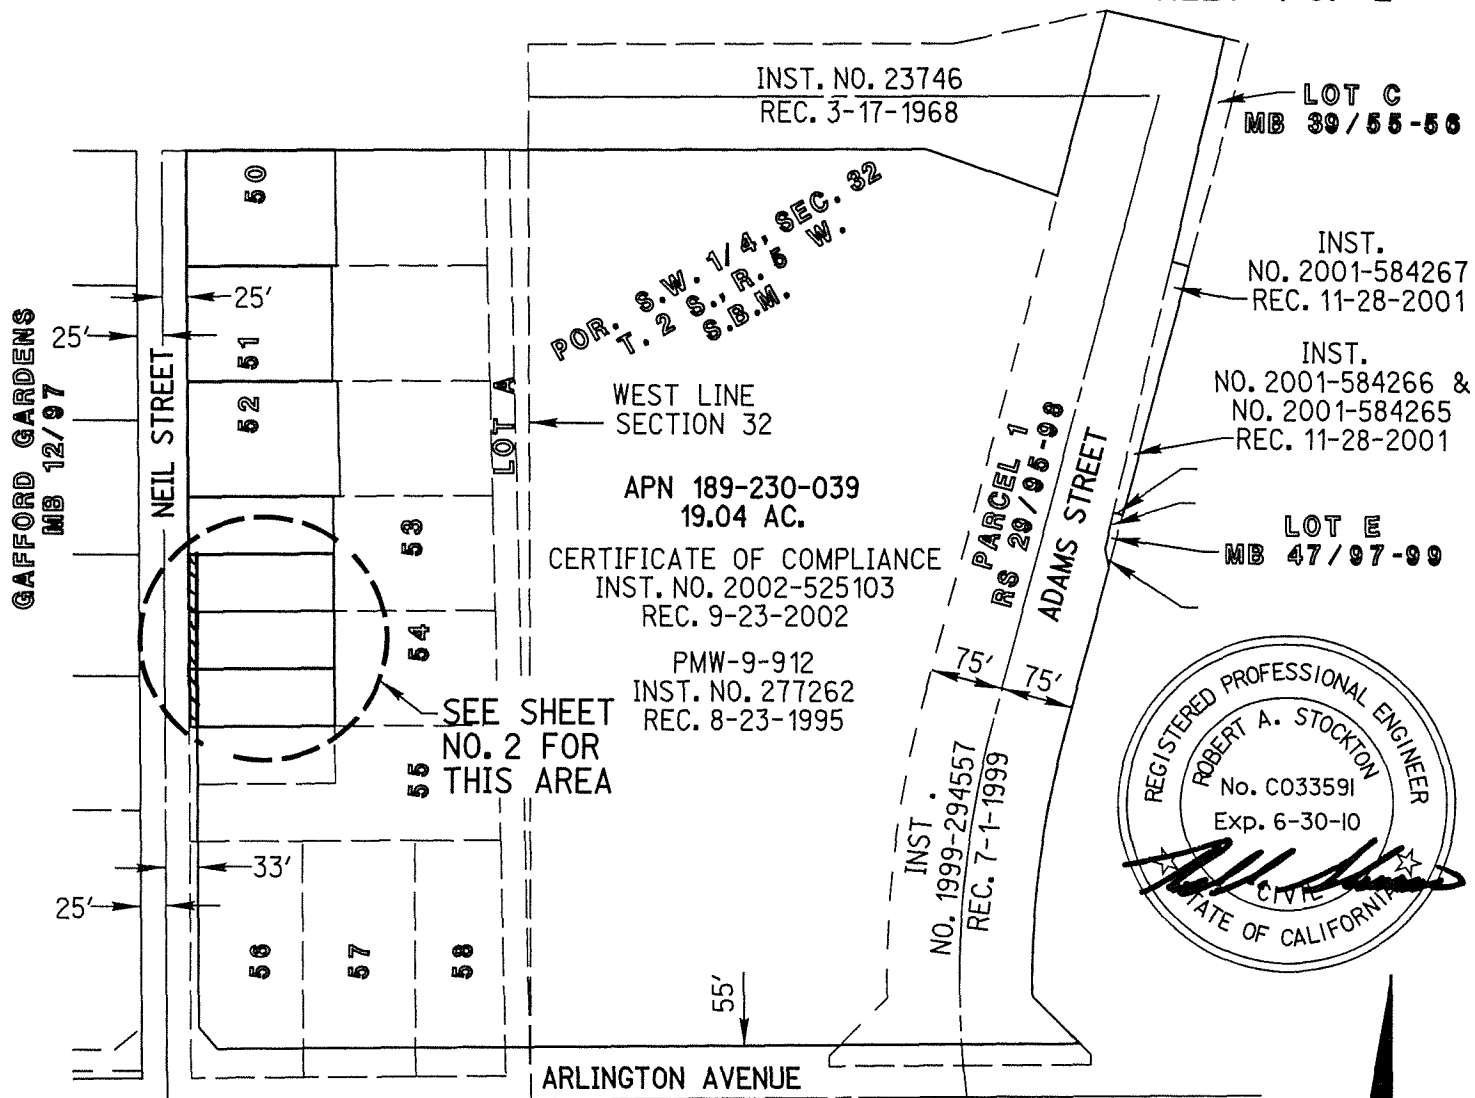 INST. NO. 23746
REC. 3-17-1968
LOT C
MB 39/55-56
50
POR. S.W. 1/4, SEC. 32
T. 2 S., R. 5 W.
S.B.M.
INST.
NO. 2001-584267
REC. 11-28-2001
25'
25'
GAFFORD GARDENS
MB 12/97
NEIL STREET
51
52
LOT A
WEST LINE
SECTION 32
INST.
NO. 2001-584266 &
NO. 2001-584265
REC. 11-28-2001
PARCEL 1
RS 29/95-98
ADAMS STREET
APN 189-230-039
19.04 AC.
53
LOT E
MB 47/97-99
CERTIFICATE OF COMPLIANCE
INST. NO. 2002-525103
REC. 9-23-2002
54
PMW-9-912
INST. NO. 277262
REC. 8-23-1995
75'
75'
SEE SHEET
NO. 2 FOR
THIS AREA
55
INST.
NO. 1999-294557
REC. 7-1-1999
REGISTERED PROFESSIONAL ENGINEER
ROBERT A. STOCKTON
No. C033591
Exp. 6-30-10
CIVIL
STATE OF CALIFORNIA
33'
25'
56
57
58
55'
ARLINGTON AVENUE